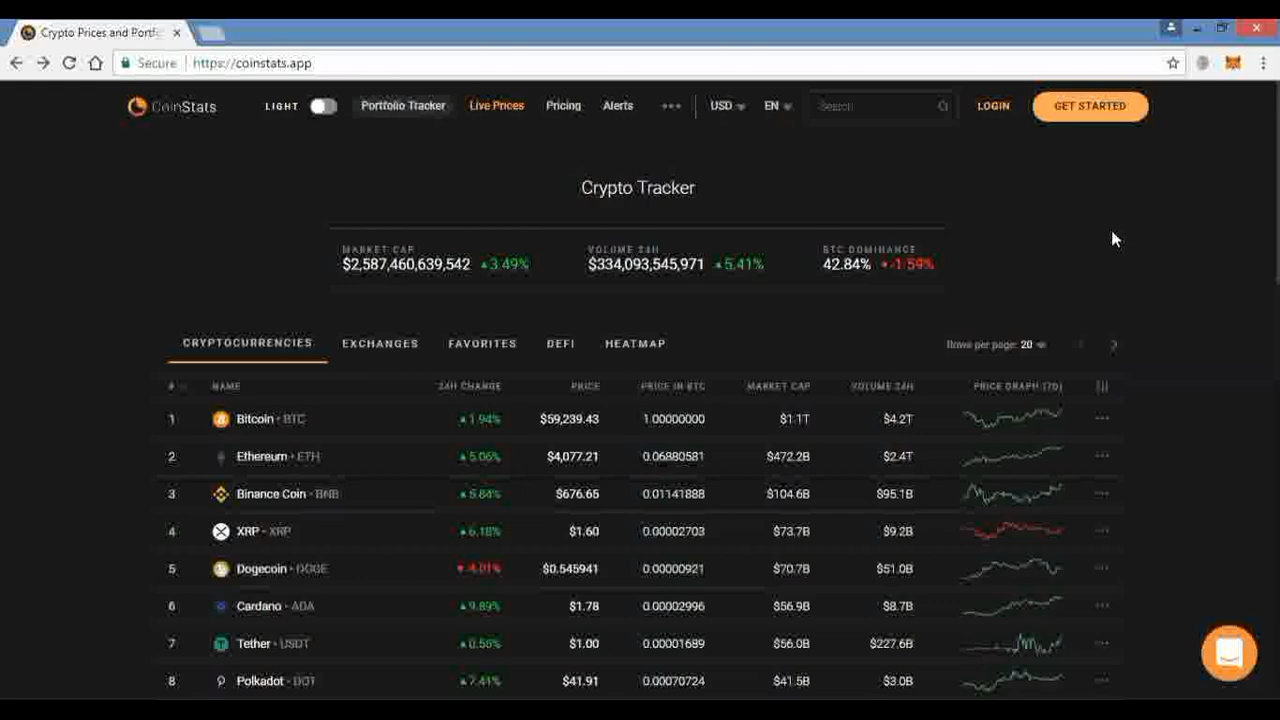 Crypto Prices and Portf
Secure https://coinstats.app
CoinStats LIGHT Portfolio Tracker Live Prices Pricing Alerts ••• USD EN Search LOGIN GET STARTED
Crypto Tracker
MARKET CAP VOLUME 24H BTC DOMINANCE
$2,587,460,639,542 3.49% $334,093,545,971 5.41% 42.84% -1.59%
CRYPTOCURRENCIES EXCHANGES FAVORITES DEFI HEATMAP Rows per page: 20
# NAME 24H CHANGE PRICE PRICE IN BTC MARKET CAP VOLUME 24H PRICE GRAPH (7D)
1 Bitcoin • BTC 1.94% $59,239.43 1.00000000 $1.1T $4.2T
2 Ethereum • ETH 5.06% $4,077.21 0.06880581 $472.2B $2.4T
3 Binance Coin • BNB 5.84% $676.65 0.01141888 $104.6B $95.1B
4 XRP • XRP 6.18% $1.60 0.00002703 $73.7B $9.2B
5 Dogecoin • DOGE -4.01% $0.545941 0.00000921 $70.7B $51.0B
6 Cardano • ADA 9.89% $1.78 0.00002996 $56.9B $8.7B
7 Tether • USDT 0.55% $1.00 0.00001689 $56.0B $227.6B
8 Polkadot • DOT 7.41% $41.91 0.00070724 $41.5B $3.0B